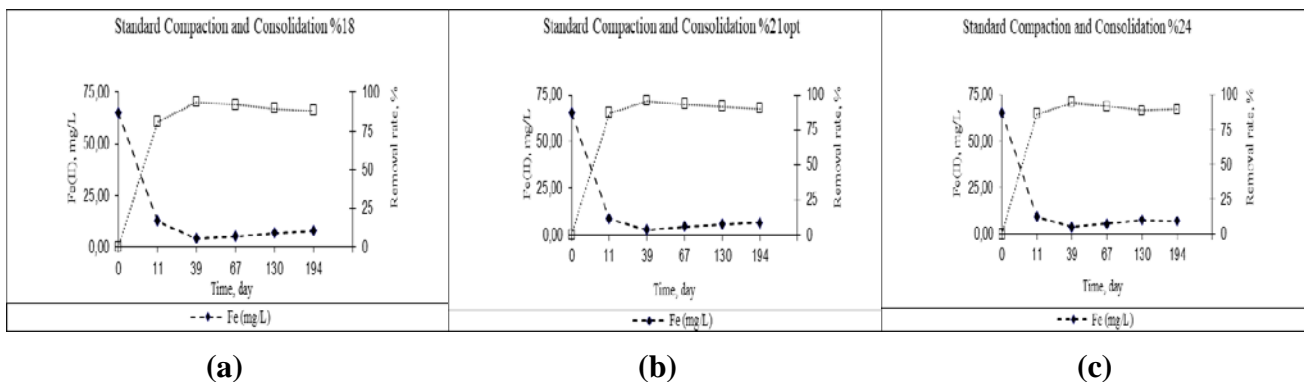 Standard Compaction and Consolidation %18
75,00
50,00
25,00
0,00
Fe(II), mg/L
100
75
50
25
0
Removal rate, %
0 11 39 67 130 194
Time, day
Fe (mg/L)
(a)
Standard Compaction and Consolidation %21opt
75,00
50,00
25,00
0,00
Fe(II), mg/L
100
75
50
25
0
Removal rate, %
0 11 39 67 130 194
Time, day
Fe (mg/L)
(b)
Standard Compaction and Consolidation %24
75,00
50,00
25,00
0,00
Fe(II), mg/L
100
75
50
25
0
Removal rate, %
0 11 39 67 130 194
Time, day
Fe (mg/L)
(c)